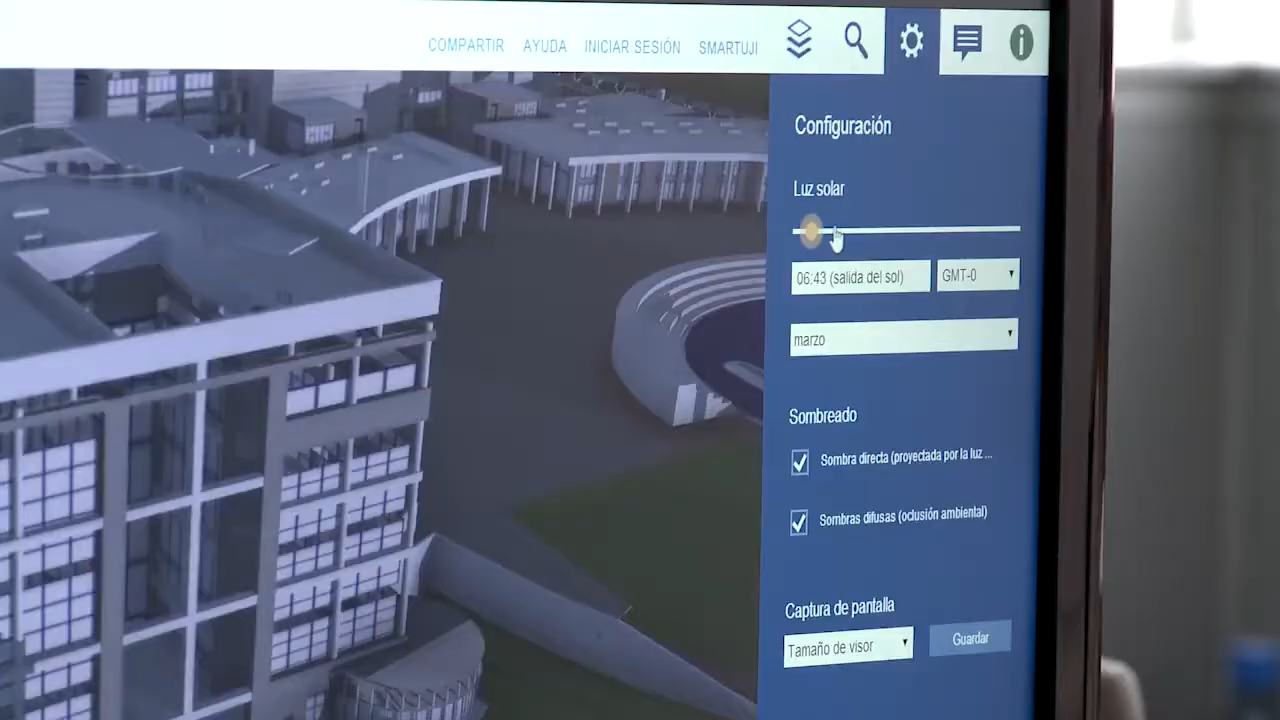 COMPARTIR AYUDA INICIAR SESIÓN SMARTUJI
Configuración
Luz solar
06:43 (salida del sol) GMT-0
marzo
Sombreado
Sombra directa (proyectada por la luz ...
Sombras difusas (oclusión ambiental)
Captura de pantalla
Tamaño de visor Guardar